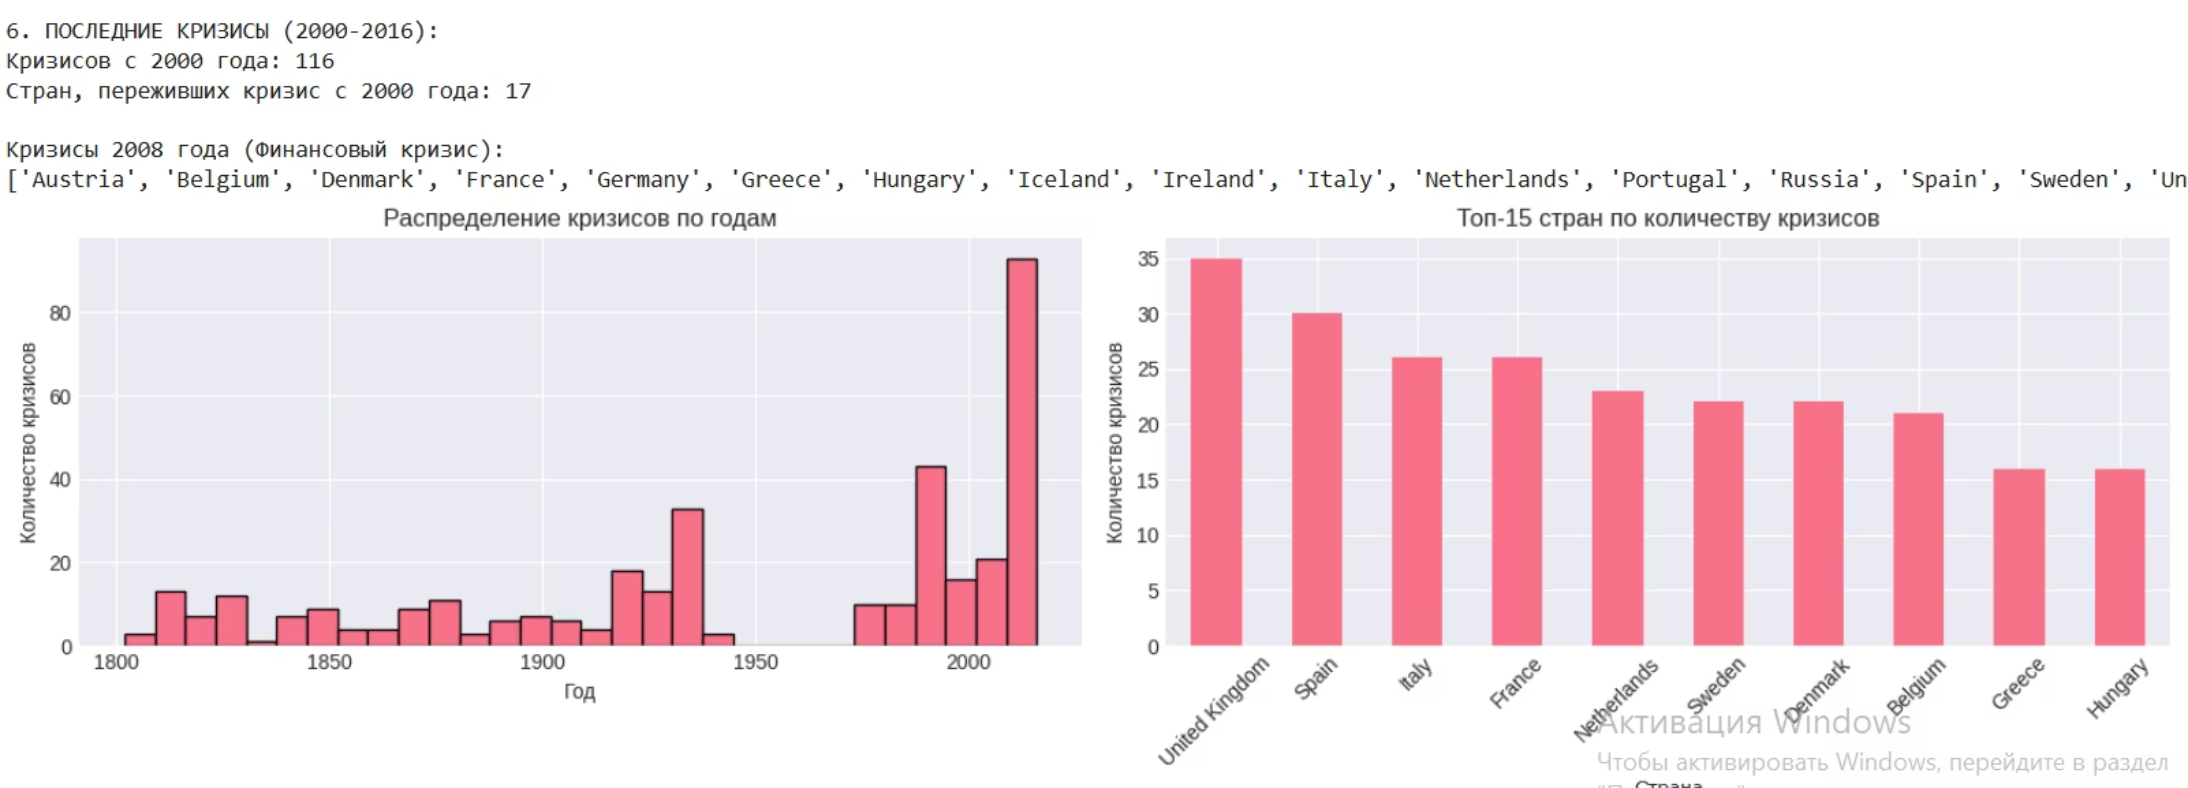 6. ПОСЛЕДНИЕ КРИЗИСЫ (2000-2016):
Кризисов с 2000 года: 116
Стран, переживших кризис с 2000 года: 17
Кризисы 2008 года (Финансовый кризис):
['Austria', 'Belgium', 'Denmark', 'France', 'Germany', 'Greece', 'Hungary', 'Iceland', 'Ireland', 'Italy', 'Netherlands', 'Portugal', 'Russia', 'Spain', 'Sweden', 'Un
Распределение кризисов по годам
Количество кризисов
80
60
40
20
0
1800 1850 1900 1950 2000
Год
Топ-15 стран по количеству кризисов
Количество кризисов
35
30
25
20
15
10
5
0
United Kingdom
Spain
Italy
France
Netherlands
Sweden
Denmark
Belgium
Greece
Hungary
Страна
Активация Windows
Чтобы активировать Windows, перейдите в раздел